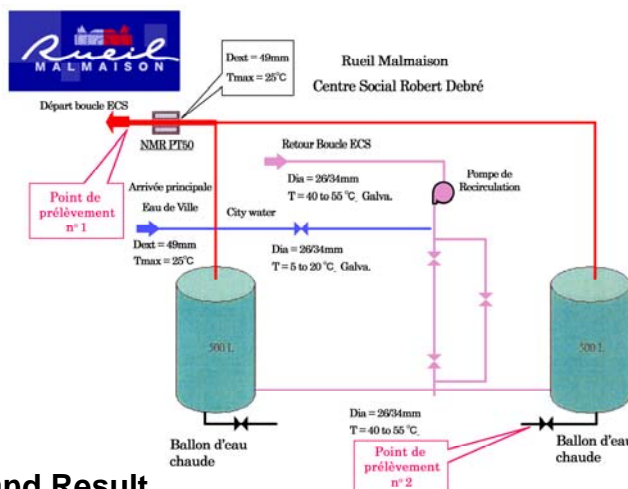 Rueil
MALMAISON
Dext = 49mm
Tmax = 25°C
Rueil Malmaison
Centre Social Robert Debré
Départ boucle ECS
NMR PT50
Retour Boucle ECS
Dia = 26/34mm
T = 40 to 55 °C. Galva.
Pompe de
Recirculation
Point de
prélèvement
n° 1
Arrivée principale
Eau de Ville
City water
Dext = 49mm
Tmax = 25°C
Dia = 26/34mm
T = 5 to 20 °C. Galva.
500 L
500 L
Dia = 26/34mm
T = 40 to 55 °C.
Ballon d'eau
chaude
Ballon d'eau
chaude
Point de
prélèvement
n° 2
and Result